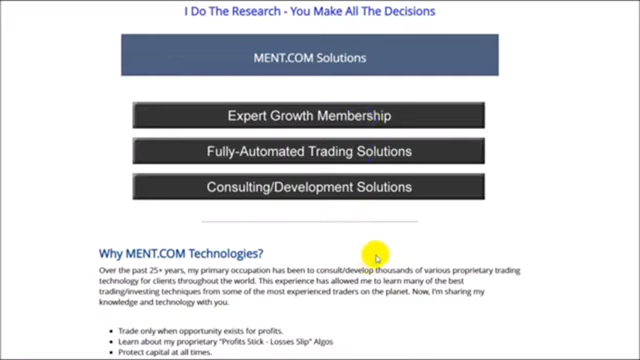 I Do The Research - You Make All The Decisions
MENT.COM Solutions
Expert Growth Membership
Fully-Automated Trading Solutions
Consulting/Development Solutions
Why MENT.COM Technologies?
Over the past 25+ years, my primary occupation has been to consult/develop thousands of various proprietary trading
technology for clients throughout the world. This experience has allowed me to learn many of the best
trading/investing techniques from some of the most experienced traders on the planet. Now, I'm sharing my
knowledge and technology with you.
• Trade only when opportunity exists for profits.
• Learn about my proprietary "Profits Stick - Losses Slip" Algos
• Protect capital at all times.